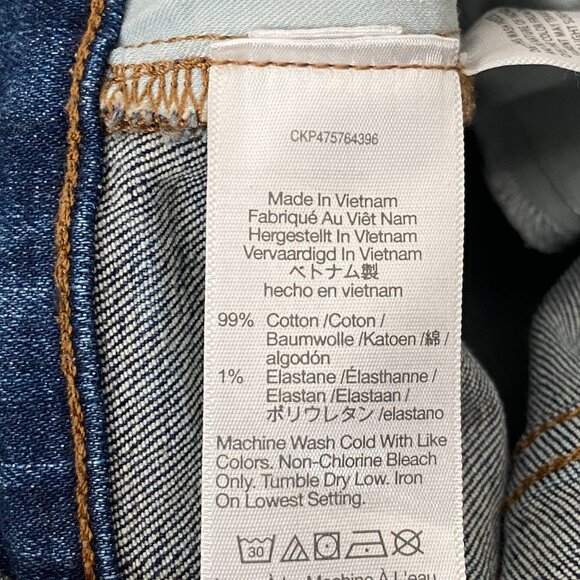 CKP475764396
Made In Vietnam
Fabriqué Au Viêt Nam
Hergestellt In Vietnam
Vervaardigd In Vietnam
ベトナム製
hecho en vietnam
99% Cotton /Coton /
Baumwolle /Katoen /綿 /
algodón
1% Elastane /Élasthanne /
Elastan /Elastaan /
ポリウレタン /elastano
Machine Wash Cold With Like
Colors. Non-Chlorine Bleach
Only. Tumble Dry Low. Iron
On Lowest Setting.
30
À Machine À L'eau